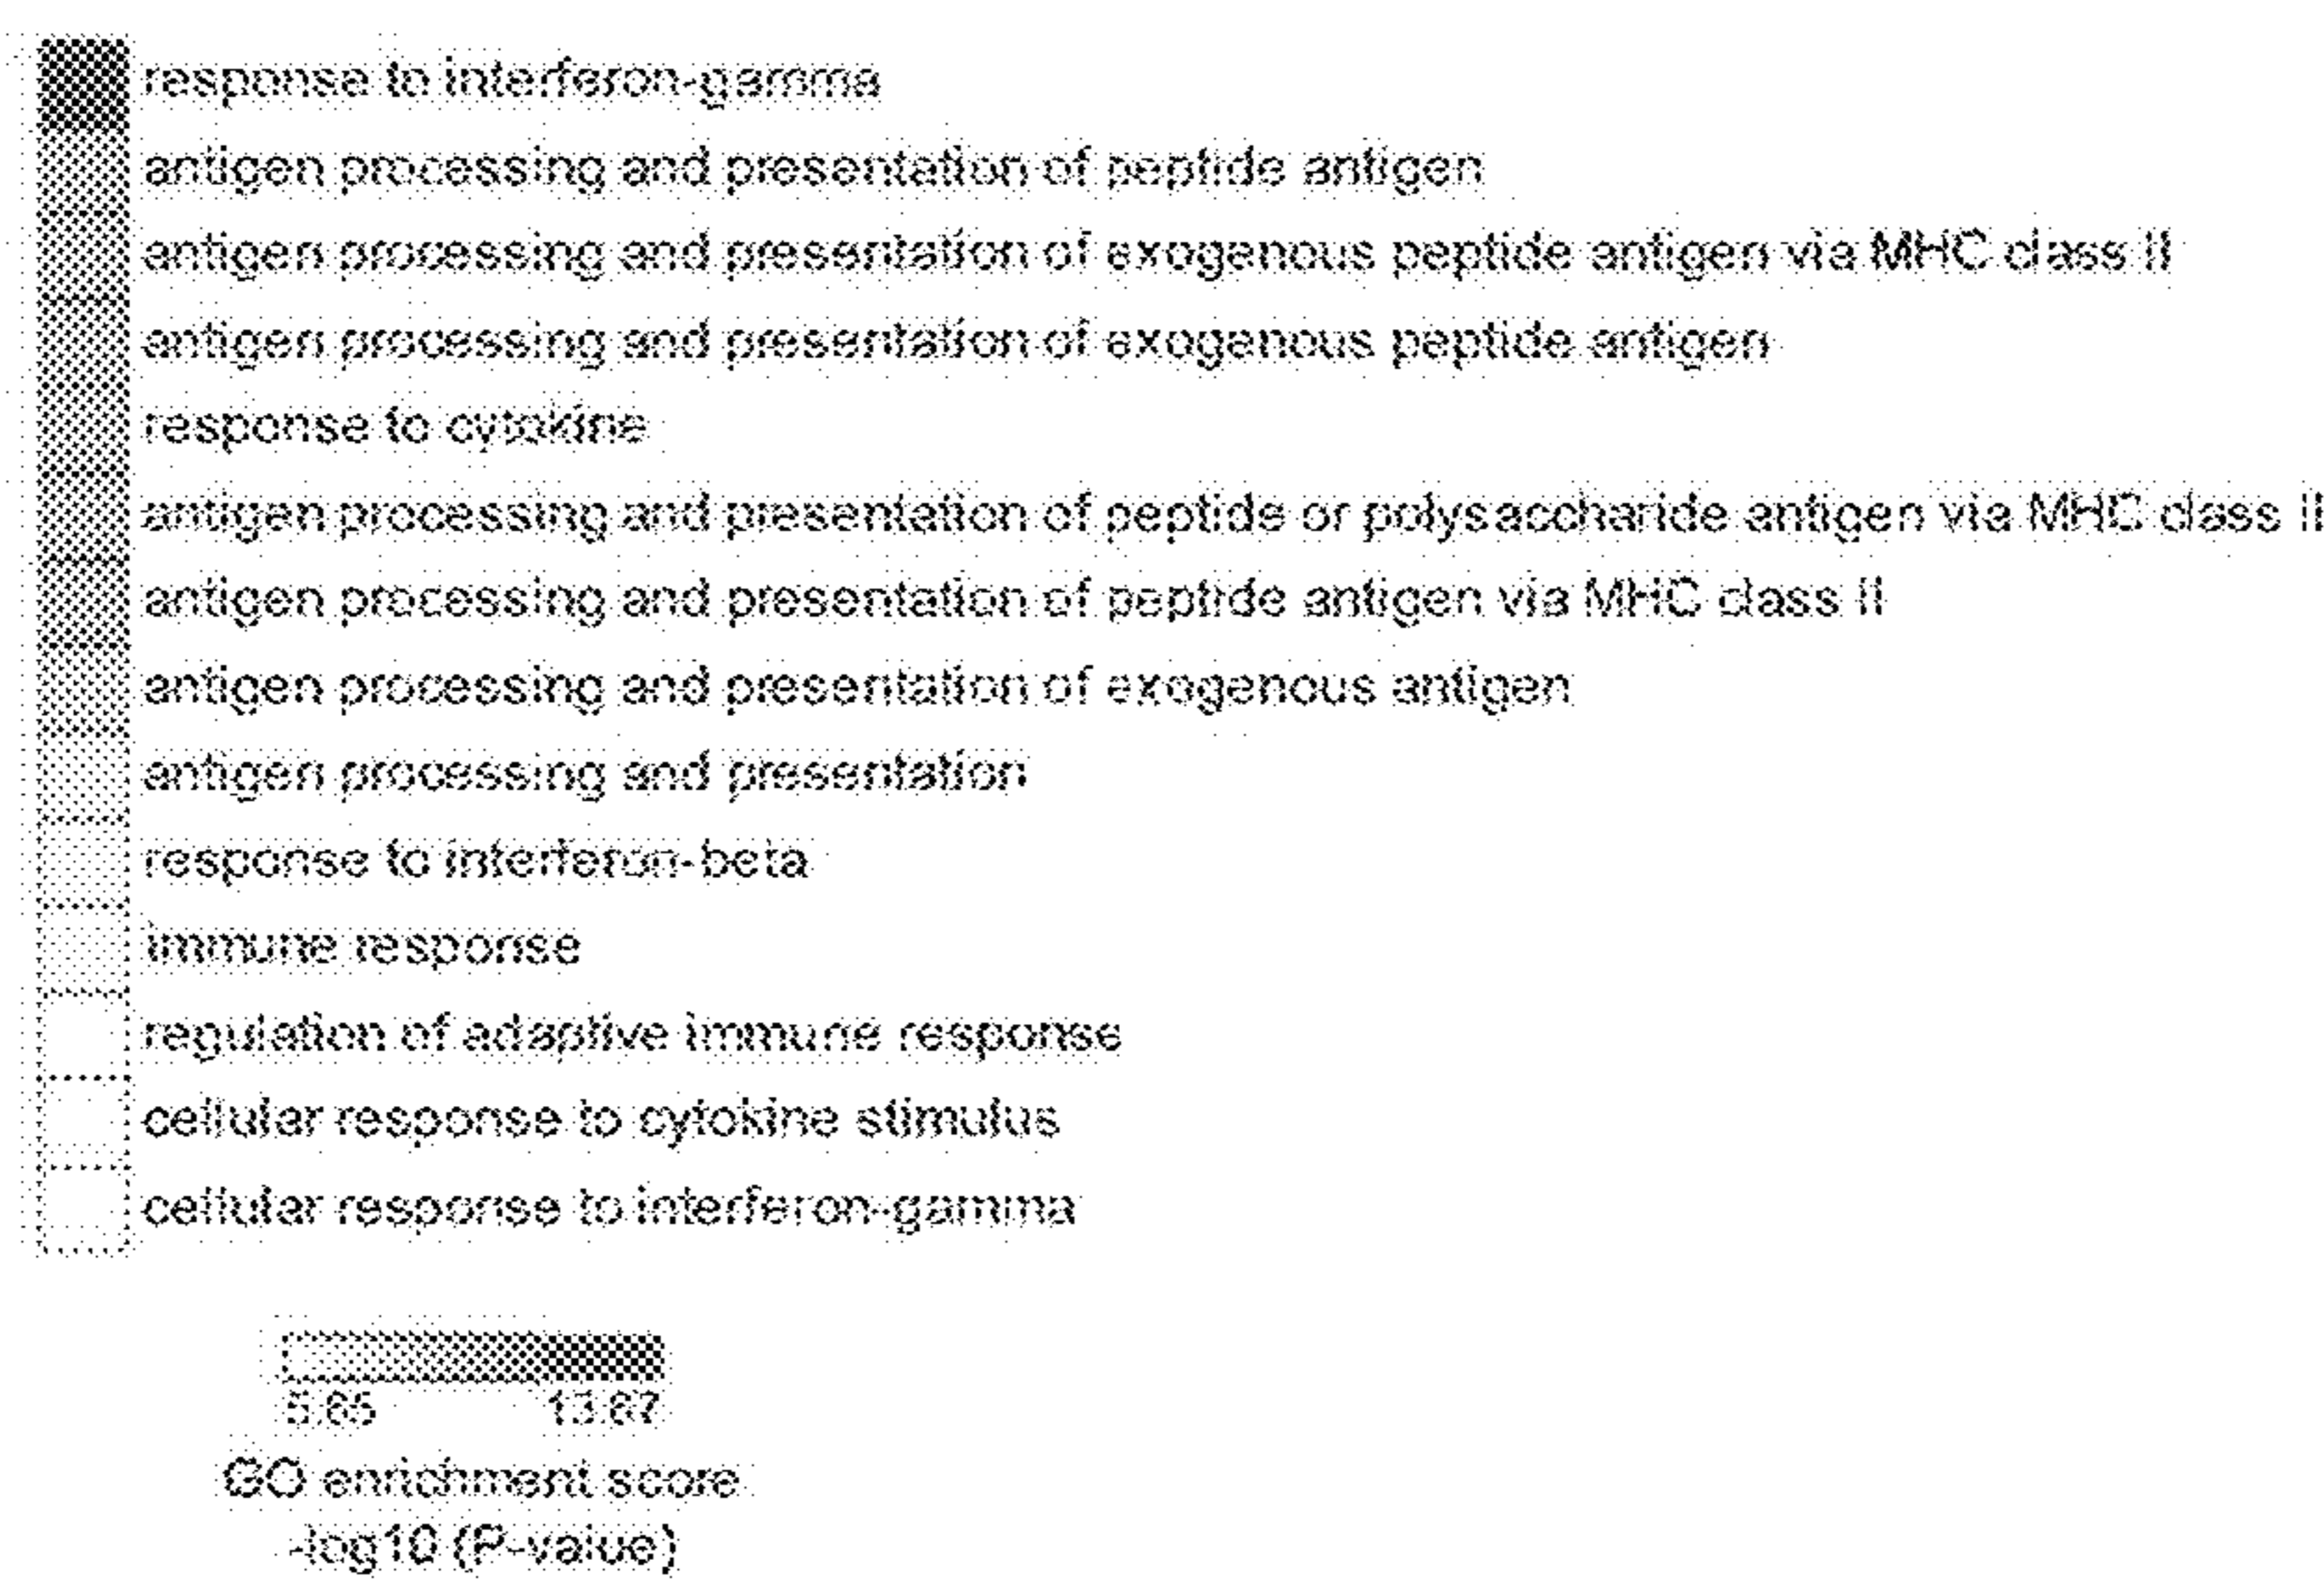 response to interferon-gamma
antigen processing and presentation of peptide antigen
antigen processing and presentation of exogenous peptide antigen via MHC class II
antigen processing and presentation of exogenous peptide antigen
response to cytokine
antigen processing and presentation of peptide or polysaccharide antigen via MHC class II
antigen processing and presentation of peptide antigen via MHC class II
antigen processing and presentation of exogenous antigen
antigen processing and presentation
response to interferon-beta
immune response
regulation of adaptive immune response
cellular response to cytokine stimulus
cellular response to interferon-gamma
5.65 13.67
GO enrichment score
-log10 (P-value)